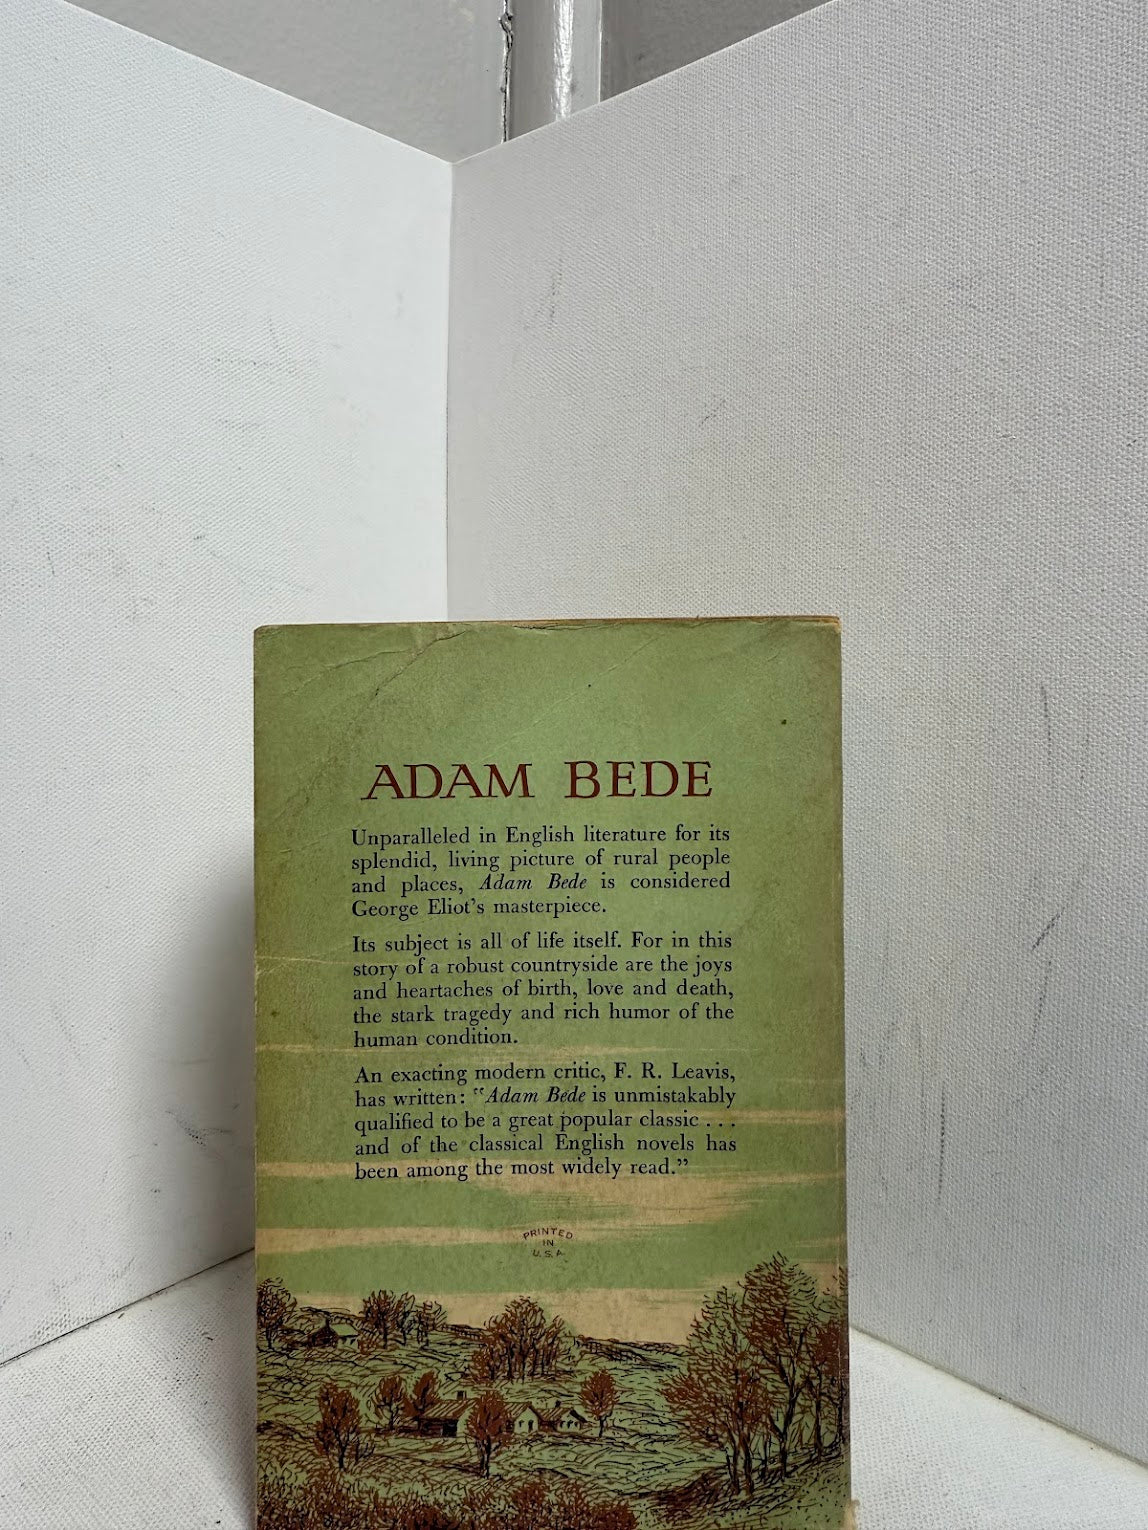 ADAM BEDE
Unparalleled in English literature for its
splendid, living picture of rural people
and places, Adam Bede is considered
George Eliot's masterpiece.
Its subject is all of life itself. For in this
story of a robust countryside are the joys
and heartaches of birth, love and death,
the stark tragedy and rich humor of the
human condition.
An exacting modern critic, F. R. Leavis,
has written: "Adam Bede is unmistakably
qualified to be a great popular classic . . .
and of the classical English novels has
been among the most widely read."
PRINTED
IN
U. S. A.